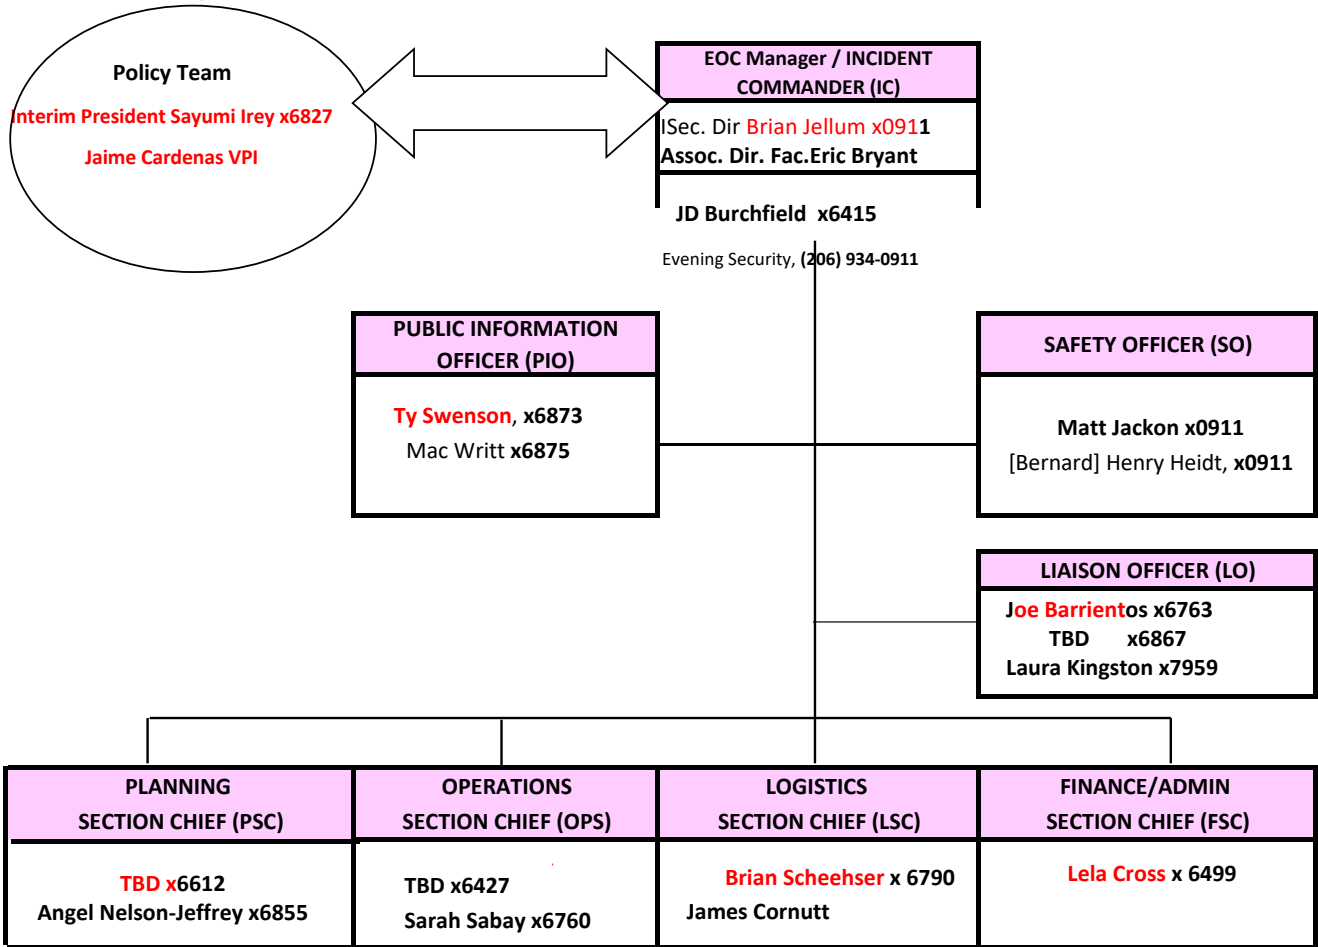 Policy Team
Interim President Sayumi Irey x6827
Jaime Cardenas VPI
EOC Manager / INCIDENT
COMMANDER (IC)
ISec. Dir Brian Jellum x0911
Assoc. Dir. Fac.Eric Bryant
JD Burchfield x6415
Evening Security, (206) 934-0911
PUBLIC INFORMATION
OFFICER (PIO)
Ty Swenson, x6873
Mac Writt x6875
SAFETY OFFICER (SO)
Matt Jackon x0911
[Bernard] Henry Heidt, x0911
LIAISON OFFICER (LO)
Joe Barrientos x6763
TBD x6867
Laura Kingston x7959
PLANNING
SECTION CHIEF (PSC)
TBD x6612
Angel Nelson-Jeffrey x6855
OPERATIONS
SECTION CHIEF (OPS)
TBD x6427
Sarah Sabay x6760
LOGISTICS
SECTION CHIEF (LSC)
Brian Scheehser x 6790
James Cornutt
FINANCE/ADMIN
SECTION CHIEF (FSC)
Lela Cross x 6499